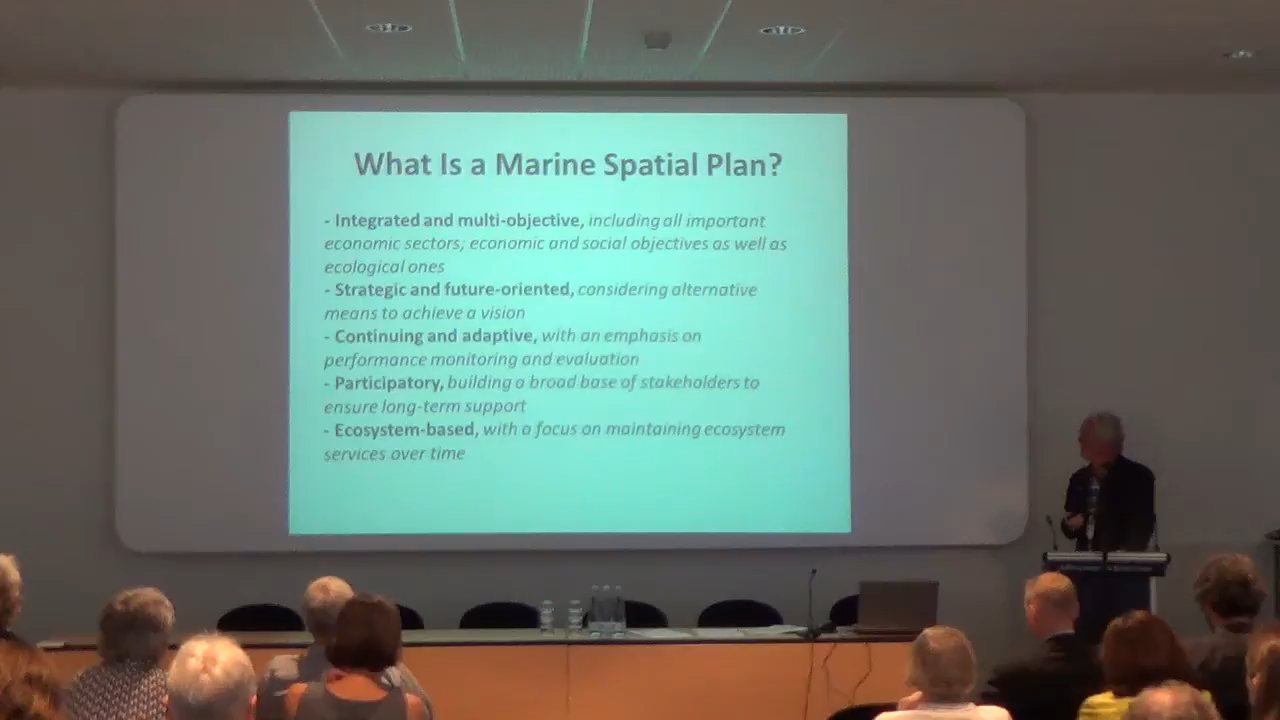 What Is a Marine Spatial Plan?
- Integrated and multi-objective, including all important
economic sectors; economic and social objectives as well as
ecological ones
- Strategic and future-oriented, considering alternative
means to achieve a vision
- Continuing and adaptive, with an emphasis on
performance monitoring and evaluation
- Participatory, building a broad base of stakeholders to
ensure long-term support
- Ecosystem-based, with a focus on maintaining ecosystem
services over time